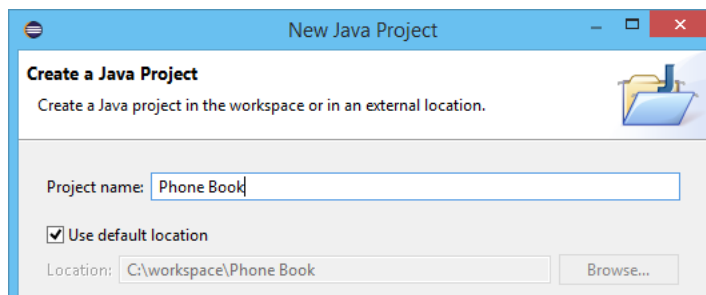 New Java Project
Create a Java Project
Create a Java project in the workspace or in an external location.
Project name: Phone Book
Use default location
Location: C:\workspace\Phone Book Browse...